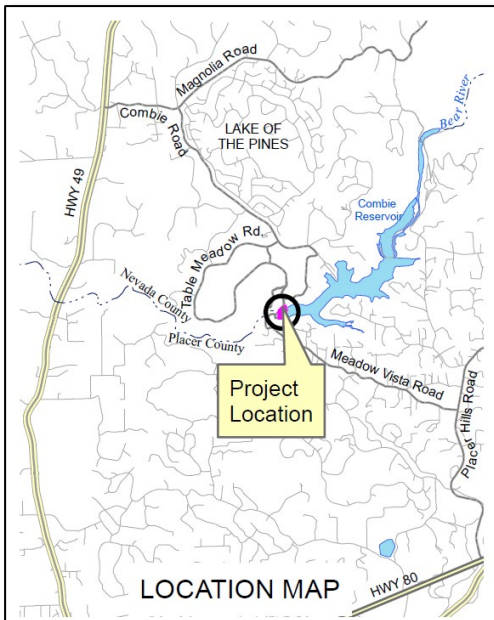 Magnolia Road
Combie Road
LAKE OF
THE PINES
Bear River
HWY 49
Combie
Reservoir
Table Meadow Rd.
Nevada County
Placer County
Project
Location
Meadow Vista Road
Placer Hills Road
HWY 80
LOCATION MAP